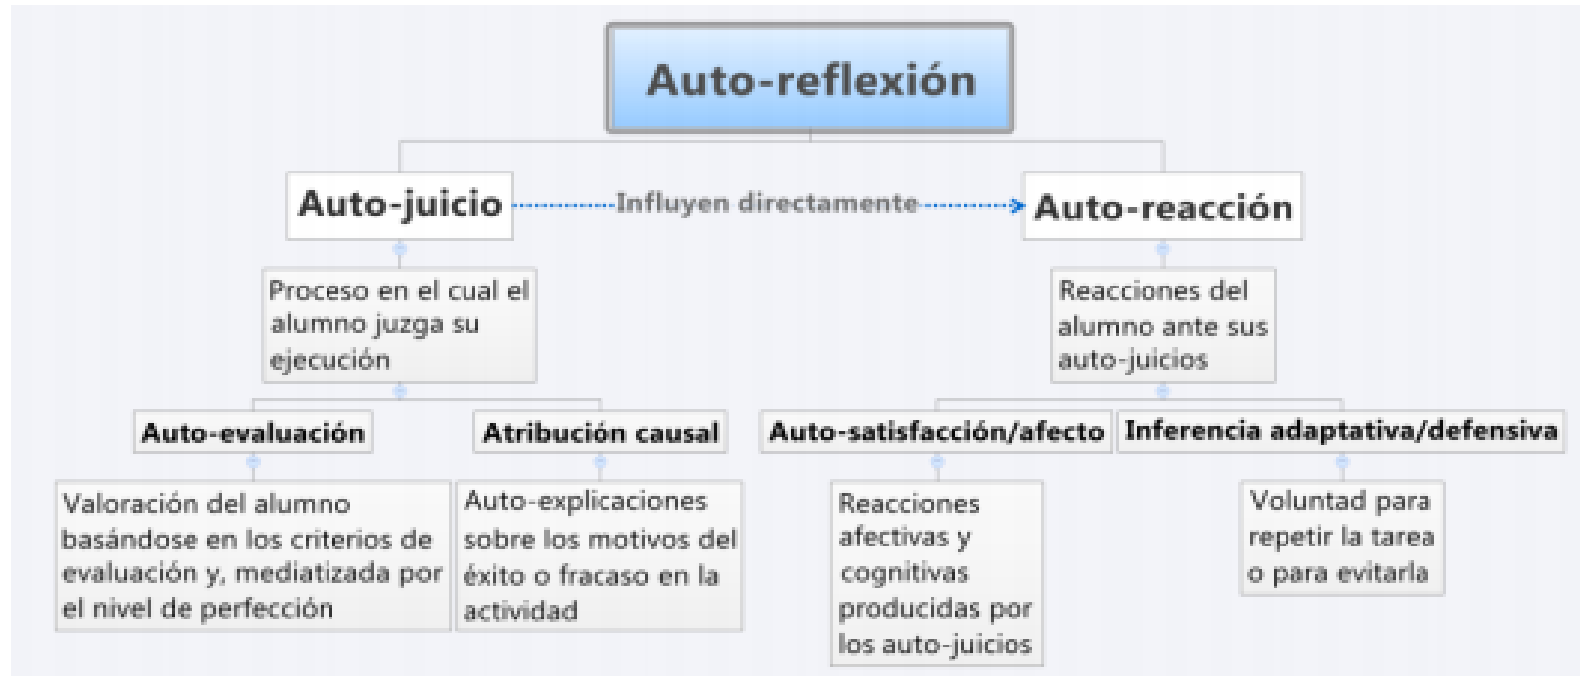 Auto-reflexión
Auto-juicio
Influyen directamente
Auto-reacción
Proceso en el cual el
alumno juzga su
ejecución
Reacciones del
alumno ante sus
auto-juicios
Auto-evaluación
Atribución causal
Auto-satisfacción/afecto
Inferencia adaptativa/defensiva
Valoración del alumno
basándose en los criterios de
evaluación y, mediatizada por
el nivel de perfección
Auto-explicaciones
sobre los motivos del
éxito o fracaso en la
actividad
Reacciones
afectivas y
cognitivas
producidas por
los auto-juicios
Voluntad para
repetir la tarea
o para evitarla